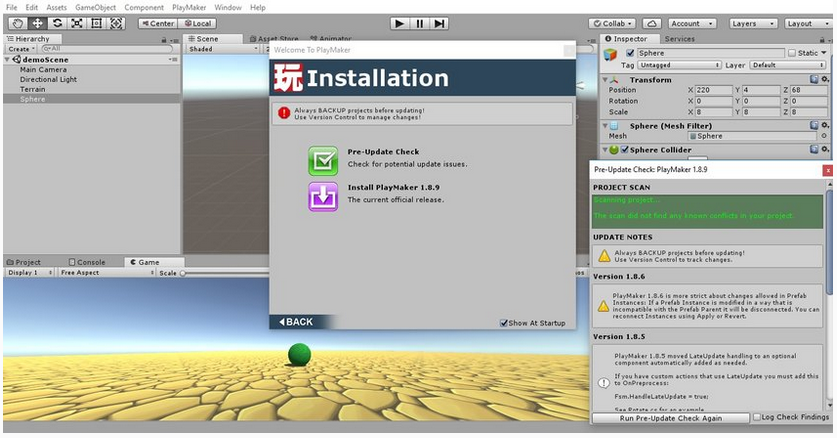 File Edit Assets GameObject Component PlayMaker Window Help
Center Local
Collab Account Layers Layout
Hierarchy
Create All
demoScene
Main Camera
Directional Light
Terrain
Sphere
Scene Asset Store Animator
Shaded
Welcome To PlayMaker
玩 Installation
Always BACKUP projects before updating!
Use Version Control to manage changes!
Pre-Update Check
Check for potential update issues.
Install PlayMaker 1.8.9
The current official release.
BACK
Show At Startup
Inspector Services
Sphere Static
Tag Untagged Layer Default
Transform
Position X 220 Y 4 Z 68
Rotation X 0 Y 0 Z 0
Scale X 8 Y 8 Z 8
Sphere (Mesh Filter)
Mesh Sphere
Sphere Collider
Pre-Update Check: PlayMaker 1.8.9
PROJECT SCAN
Scanning project...
The scan did not find any known conflicts in your project.
UPDATE NOTES
Always BACKUP projects before updating!
Use Version Control to track changes.
Version 1.8.6
PlayMaker 1.8.6 is more strict about changes allowed in Prefab
Instances: If a Prefab Instance is modified in a way that is
incompatible with the Prefab Parent it will be disconnected. You can
reconnect Instances using Apply or Revert.
Version 1.8.5
PlayMaker 1.8.5 moved LateUpdate handling to an optional
component automatically added as needed.
If you have custom actions that use LateUpdate you must add this
to OnPreprocess:
Fsm.HandleLateUpdate = true;
See Rotate.cs for an example.
Run Pre-Update Check Again Log Check Findings
Project Console Game
Display 1 Free Aspect Scale